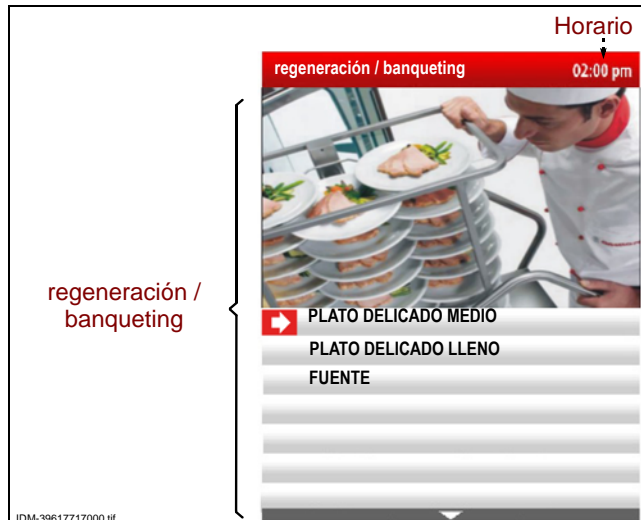 Horario
regeneración / banqueting 02:00 pm
regeneración /
banqueting
PLATO DELICADO MEDIO
PLATO DELICADO LLENO
FUENTE
IDM-39617717000.tif